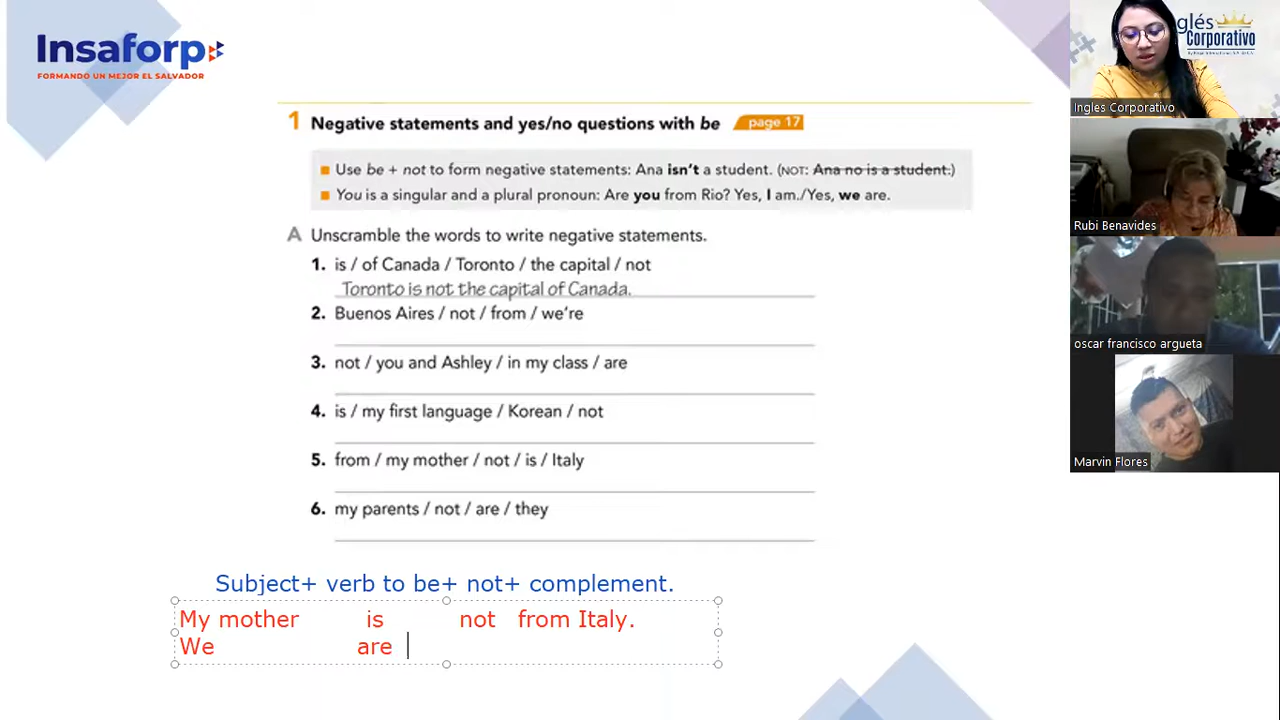 Insaforp
FORMANDO UN MEJOR EL SALVADOR
1 Negative statements and yes/no questions with be page 17
Use be + not to form negative statements: Ana isn't a student. (NOT: Ana no is a student.)
You is a singular and a plural pronoun: Are you from Rio? Yes, I am./Yes, we are.
A Unscramble the words to write negative statements.
1. is / of Canada / Toronto / the capital / not
Toronto is not the capital of Canada.
2. Buenos Aires / not / from / we're
3. not / you and Ashley / in my class / are
4. is / my first language / Korean / not
5. from / my mother / not / is / Italy
6. my parents / not / are / they
Subject+ verb to be+ not+ complement.
My mother is not from Italy.
We are
glés
Corporativo
Ingles Corporativo
Rubi Benavides
oscar francisco argueta
Marvin Flores